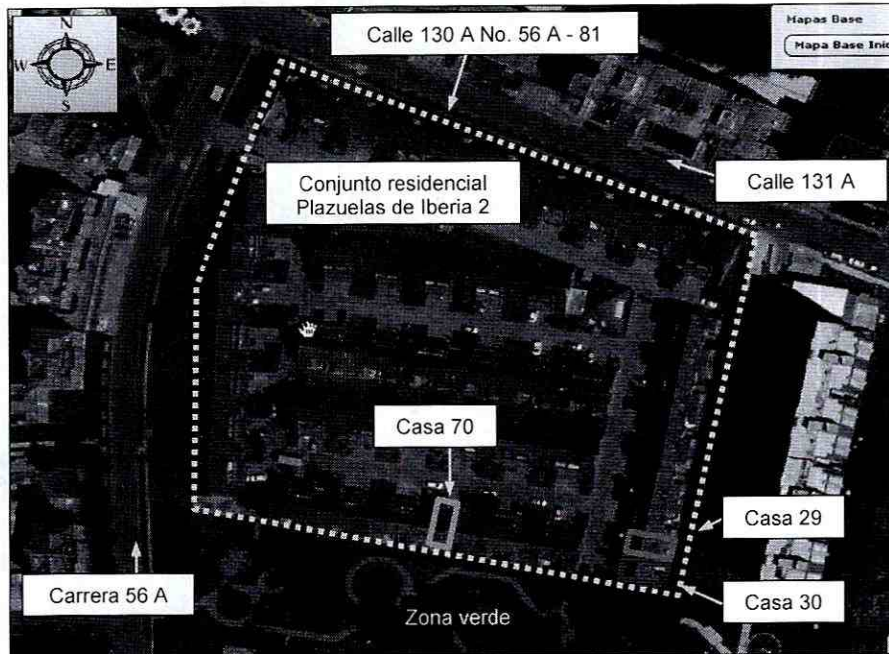 N
W E
S
Calle 130 A No. 56 A - 81
Mapas Base
Mapa Base Inic
Calle 131 A
Conjunto residencial
Plazuelas de Iberia 2
Casa 70
Casa 29
Casa 30
Carrera 56 A
Zona verde